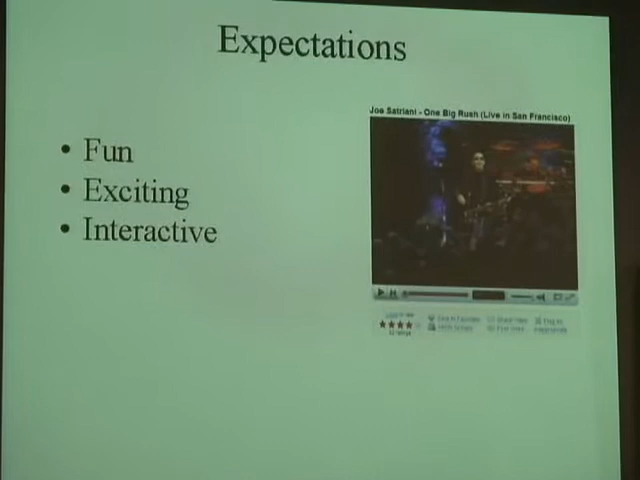 Expectations
• Fun
• Exciting
• Interactive
Joe Satriani - One Big Rush (Live in San Francisco)